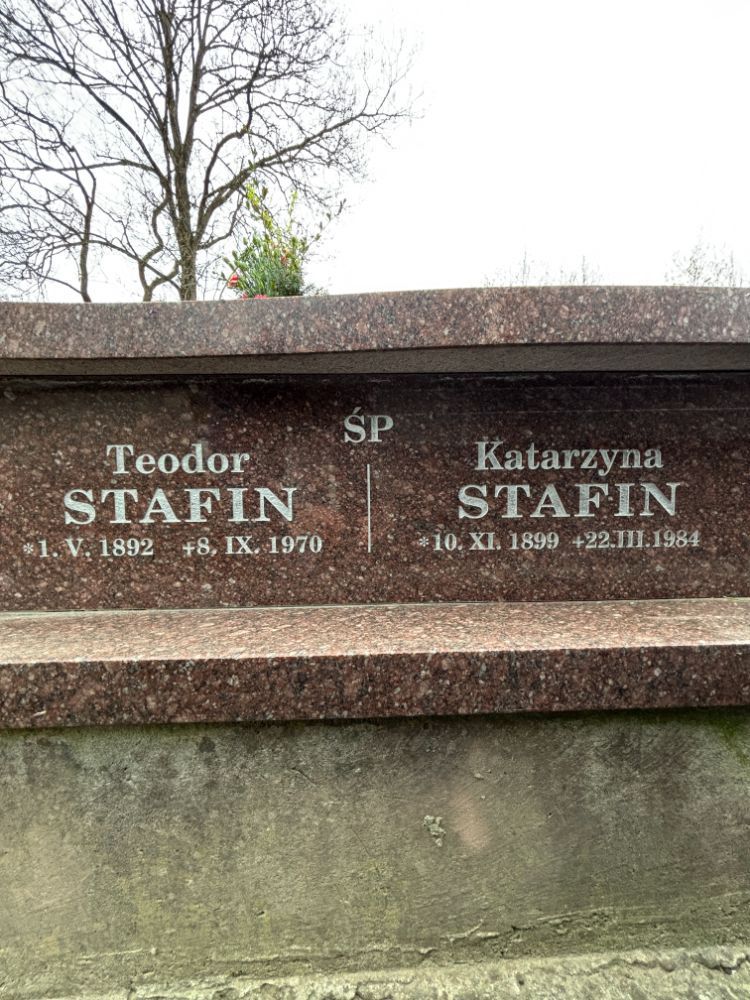 ŚP
Teodor
STAFIN
*1. V. 1892 +8. IX. 1970
Katarzyna
STAFIN
*10. XI. 1899 +22.III.1984